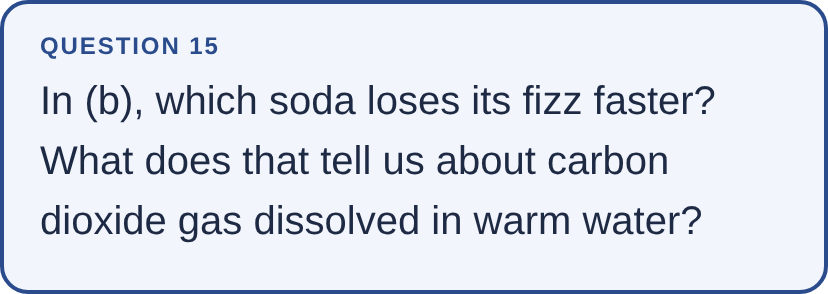 QUESTION 15
In (b), which soda loses its fizz faster?
What does that tell us about carbon
dioxide gas dissolved in warm water?